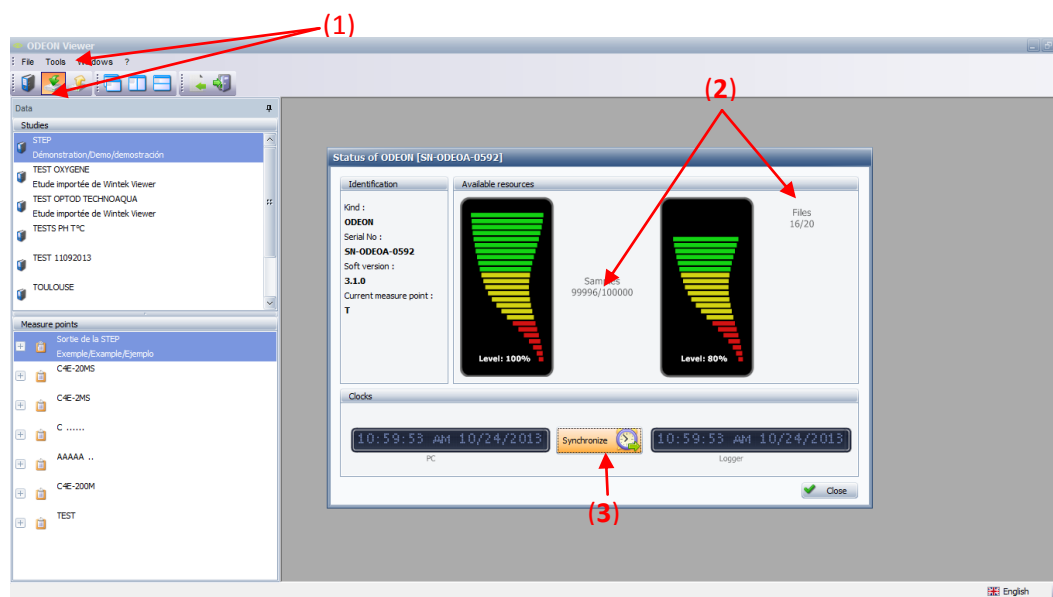 (1)
ODEON Viewer
File Tools Windows ?
(2)
Data
Studies
STEP
Démonstration/Demo/demostración
TEST OXYGENE
Etude importée de Wintek Viewer
TEST OPTOD TECHNOAQUA
Etude importée de Wintek Viewer
TESTS PH T°C
TEST 11092013
TOULOUSE
Measure points
Sortie de la STEP
Exemple/Example/Ejemplo
C4E-20MS
C4E-2MS
C ......
AAAAA ..
C4E-200M
TEST
Status of ODEON [SN-ODEOA-0592]
Identification
Kind :
ODEON
Serial No :
SN-ODEOA-0592
Soft version :
3.1.0
Current measure point :
T
Available resources
Level: 100%
Samples
99996/100000
Level: 80%
Files
16/20
Clocks
10:59:53 AM 10/24/2013
PC
Synchronize
10:59:53 AM 10/24/2013
Logger
Close
(3)
English